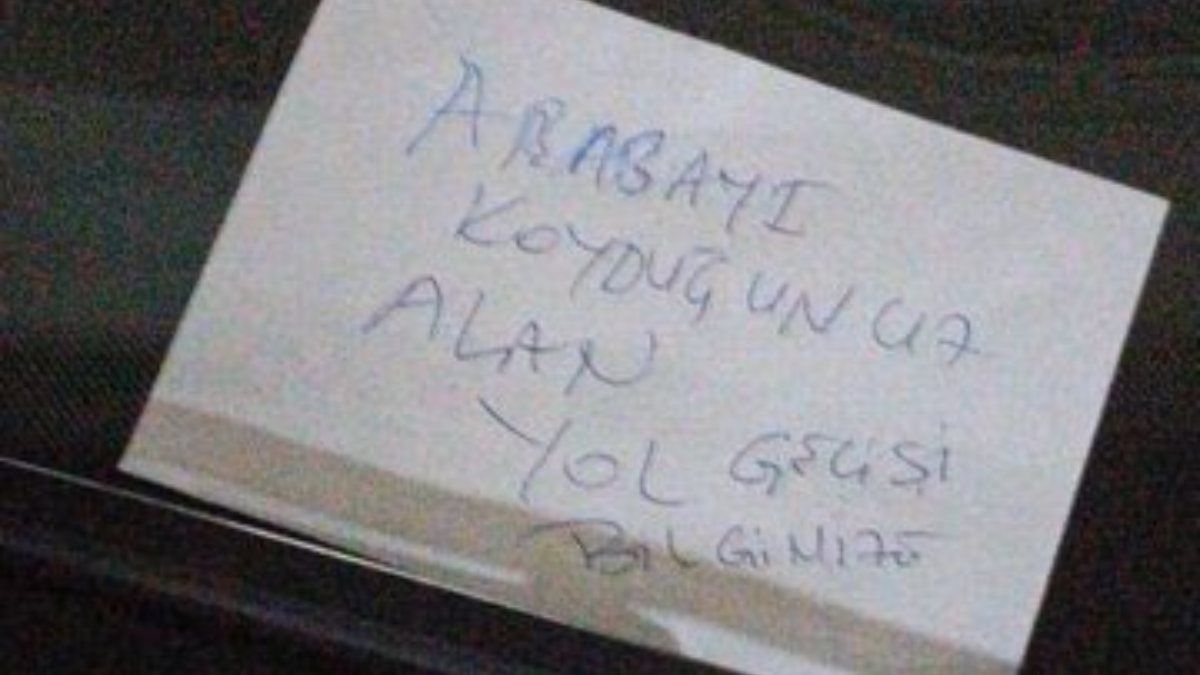 ARABAYI
KOYDUĞUNUZ
ALAN
YOL GEÇİŞİ
BİLGİNİZE